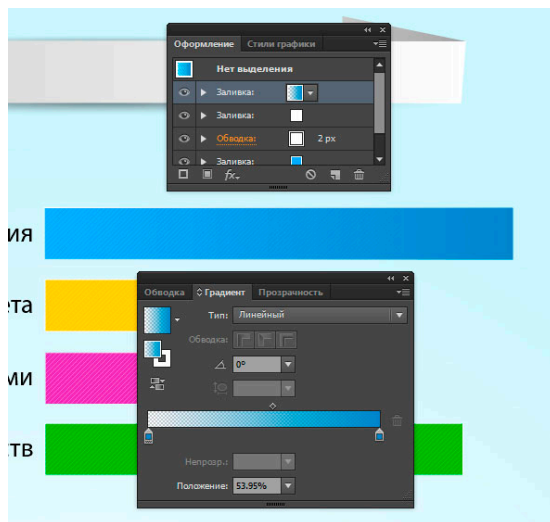 Оформление Стили графики
Нет выделения
Заливка:
Заливка:
Обводка: 2 px
Заливка:
fx.
ия
ета
ми
ств
Обводка Градиент Прозрачность
Тип: Линейный
Обводка:
0°
Непрозр.:
Положение: 53.95%